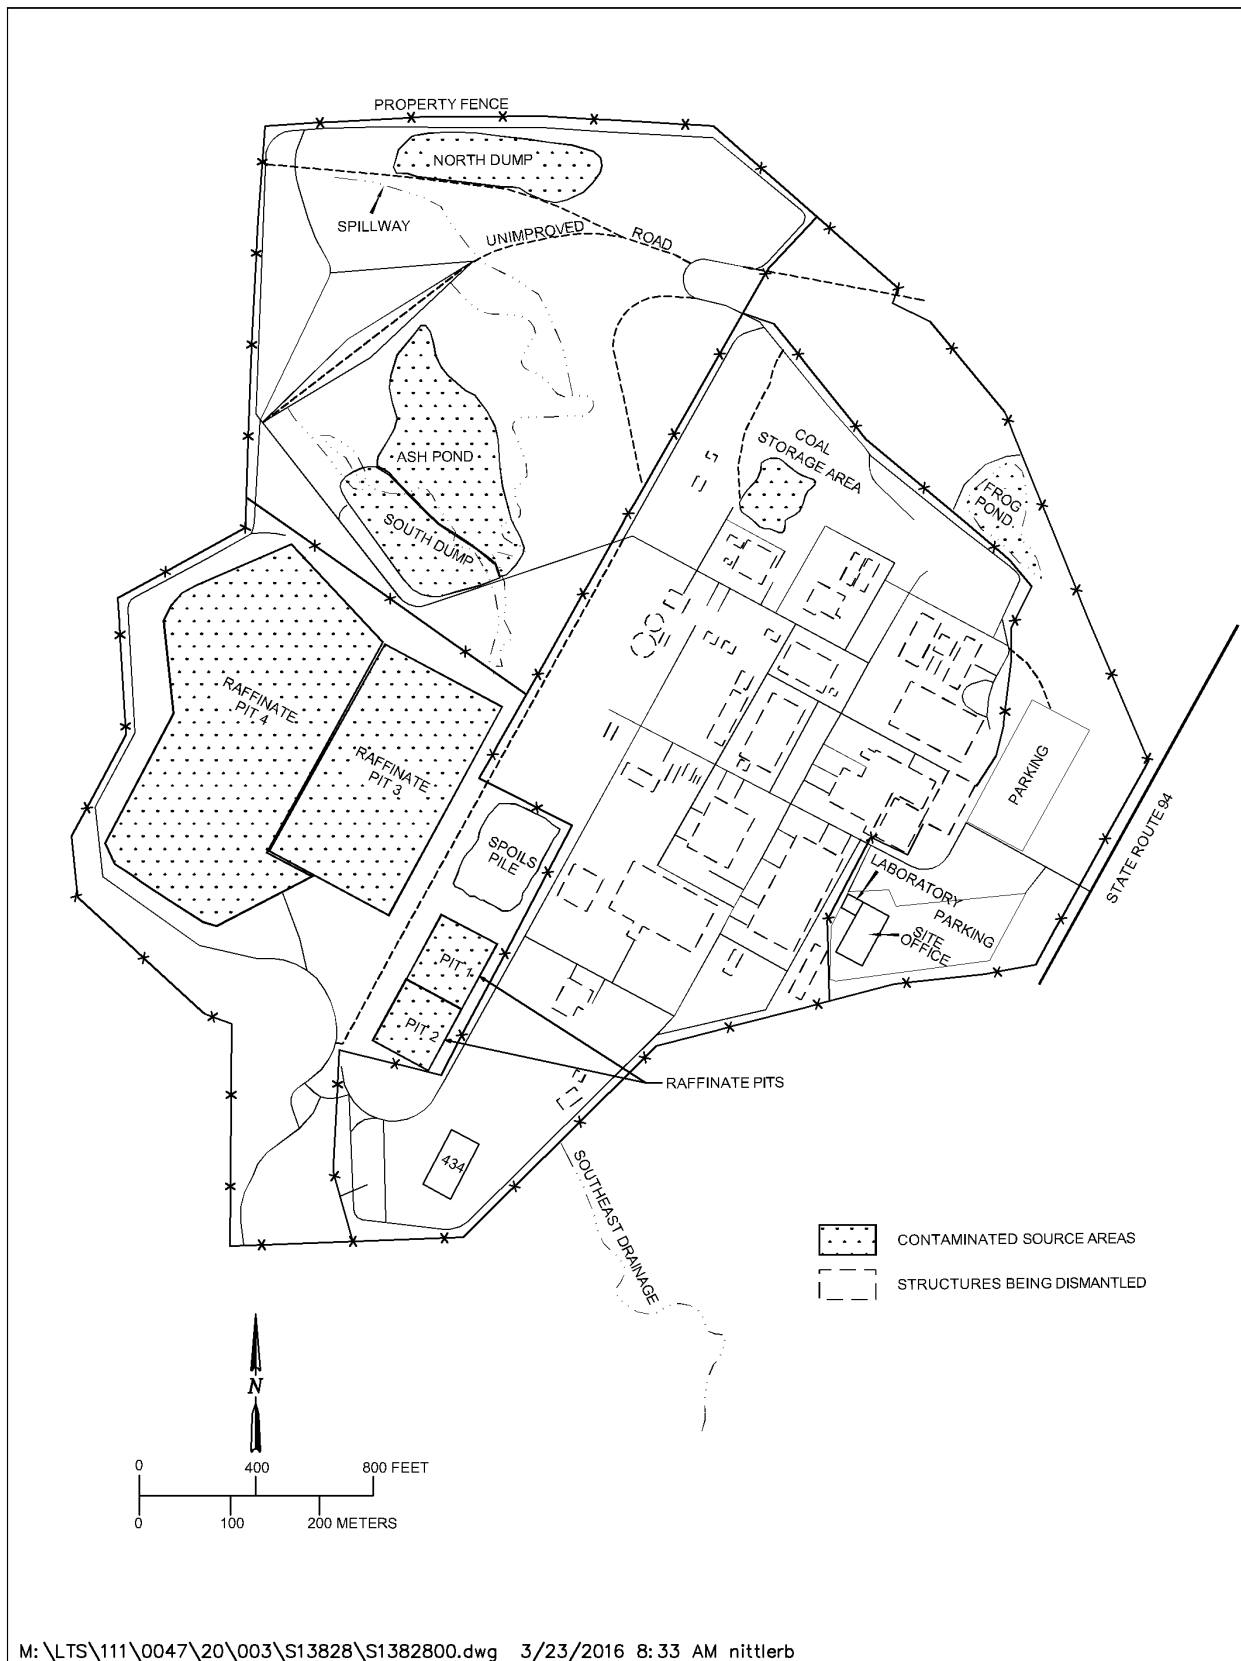 PROPERTY FENCE
NORTH DUMP
SPILLWAY
UNIMPROVED ROAD
COAL
STORAGE AREA
ASH POND
FROG
POND
SOUTH DUMP
RAFFINATE
PIT 4
RAFFINATE
PIT 3
PARKING
STATE ROUTE 94
SPOILS
PILE
LABORATORY
PARKING
SITE
OFFICE
PIT 1
PIT 2
RAFFINATE PITS
434
SOUTHEAST DRAINAGE
CONTAMINATED SOURCE AREAS
STRUCTURES BEING DISMANTLED
N
0 400 800 FEET
0 100 200 METERS
M:\LTS\111\0047\20\003\S13828\S1382800.dwg 3/23/2016 8:33 AM nittlerb